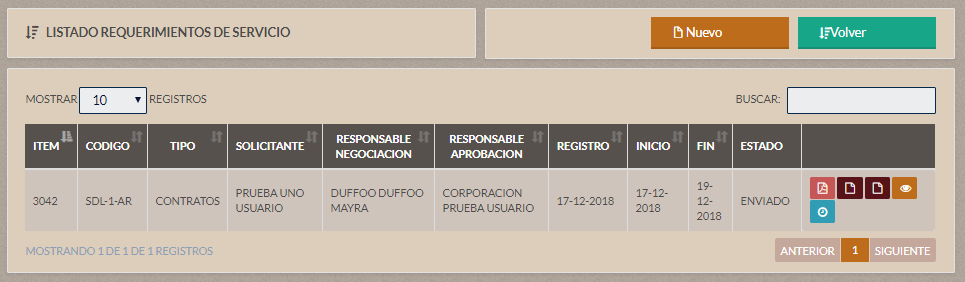 LISTADO REQUERIMIENTOS DE SERVICIO
Nuevo
Volver
MOSTRAR 10 REGISTROS
BUSCAR:
ITEM CODIGO TIPO SOLICITANTE RESPONSABLE NEGOCIACION RESPONSABLE APROBACION REGISTRO INICIO FIN ESTADO
3042 SDL-1-AR CONTRATOS PRUEBA UNO USUARIO DUFFOO DUFFOO MAYRA CORPORACION PRUEBA USUARIO 17-12-2018 17-12-2018 19-12-2018 ENVIADO
MOSTRANDO 1 DE 1 DE 1 REGISTROS
ANTERIOR 1 SIGUIENTE